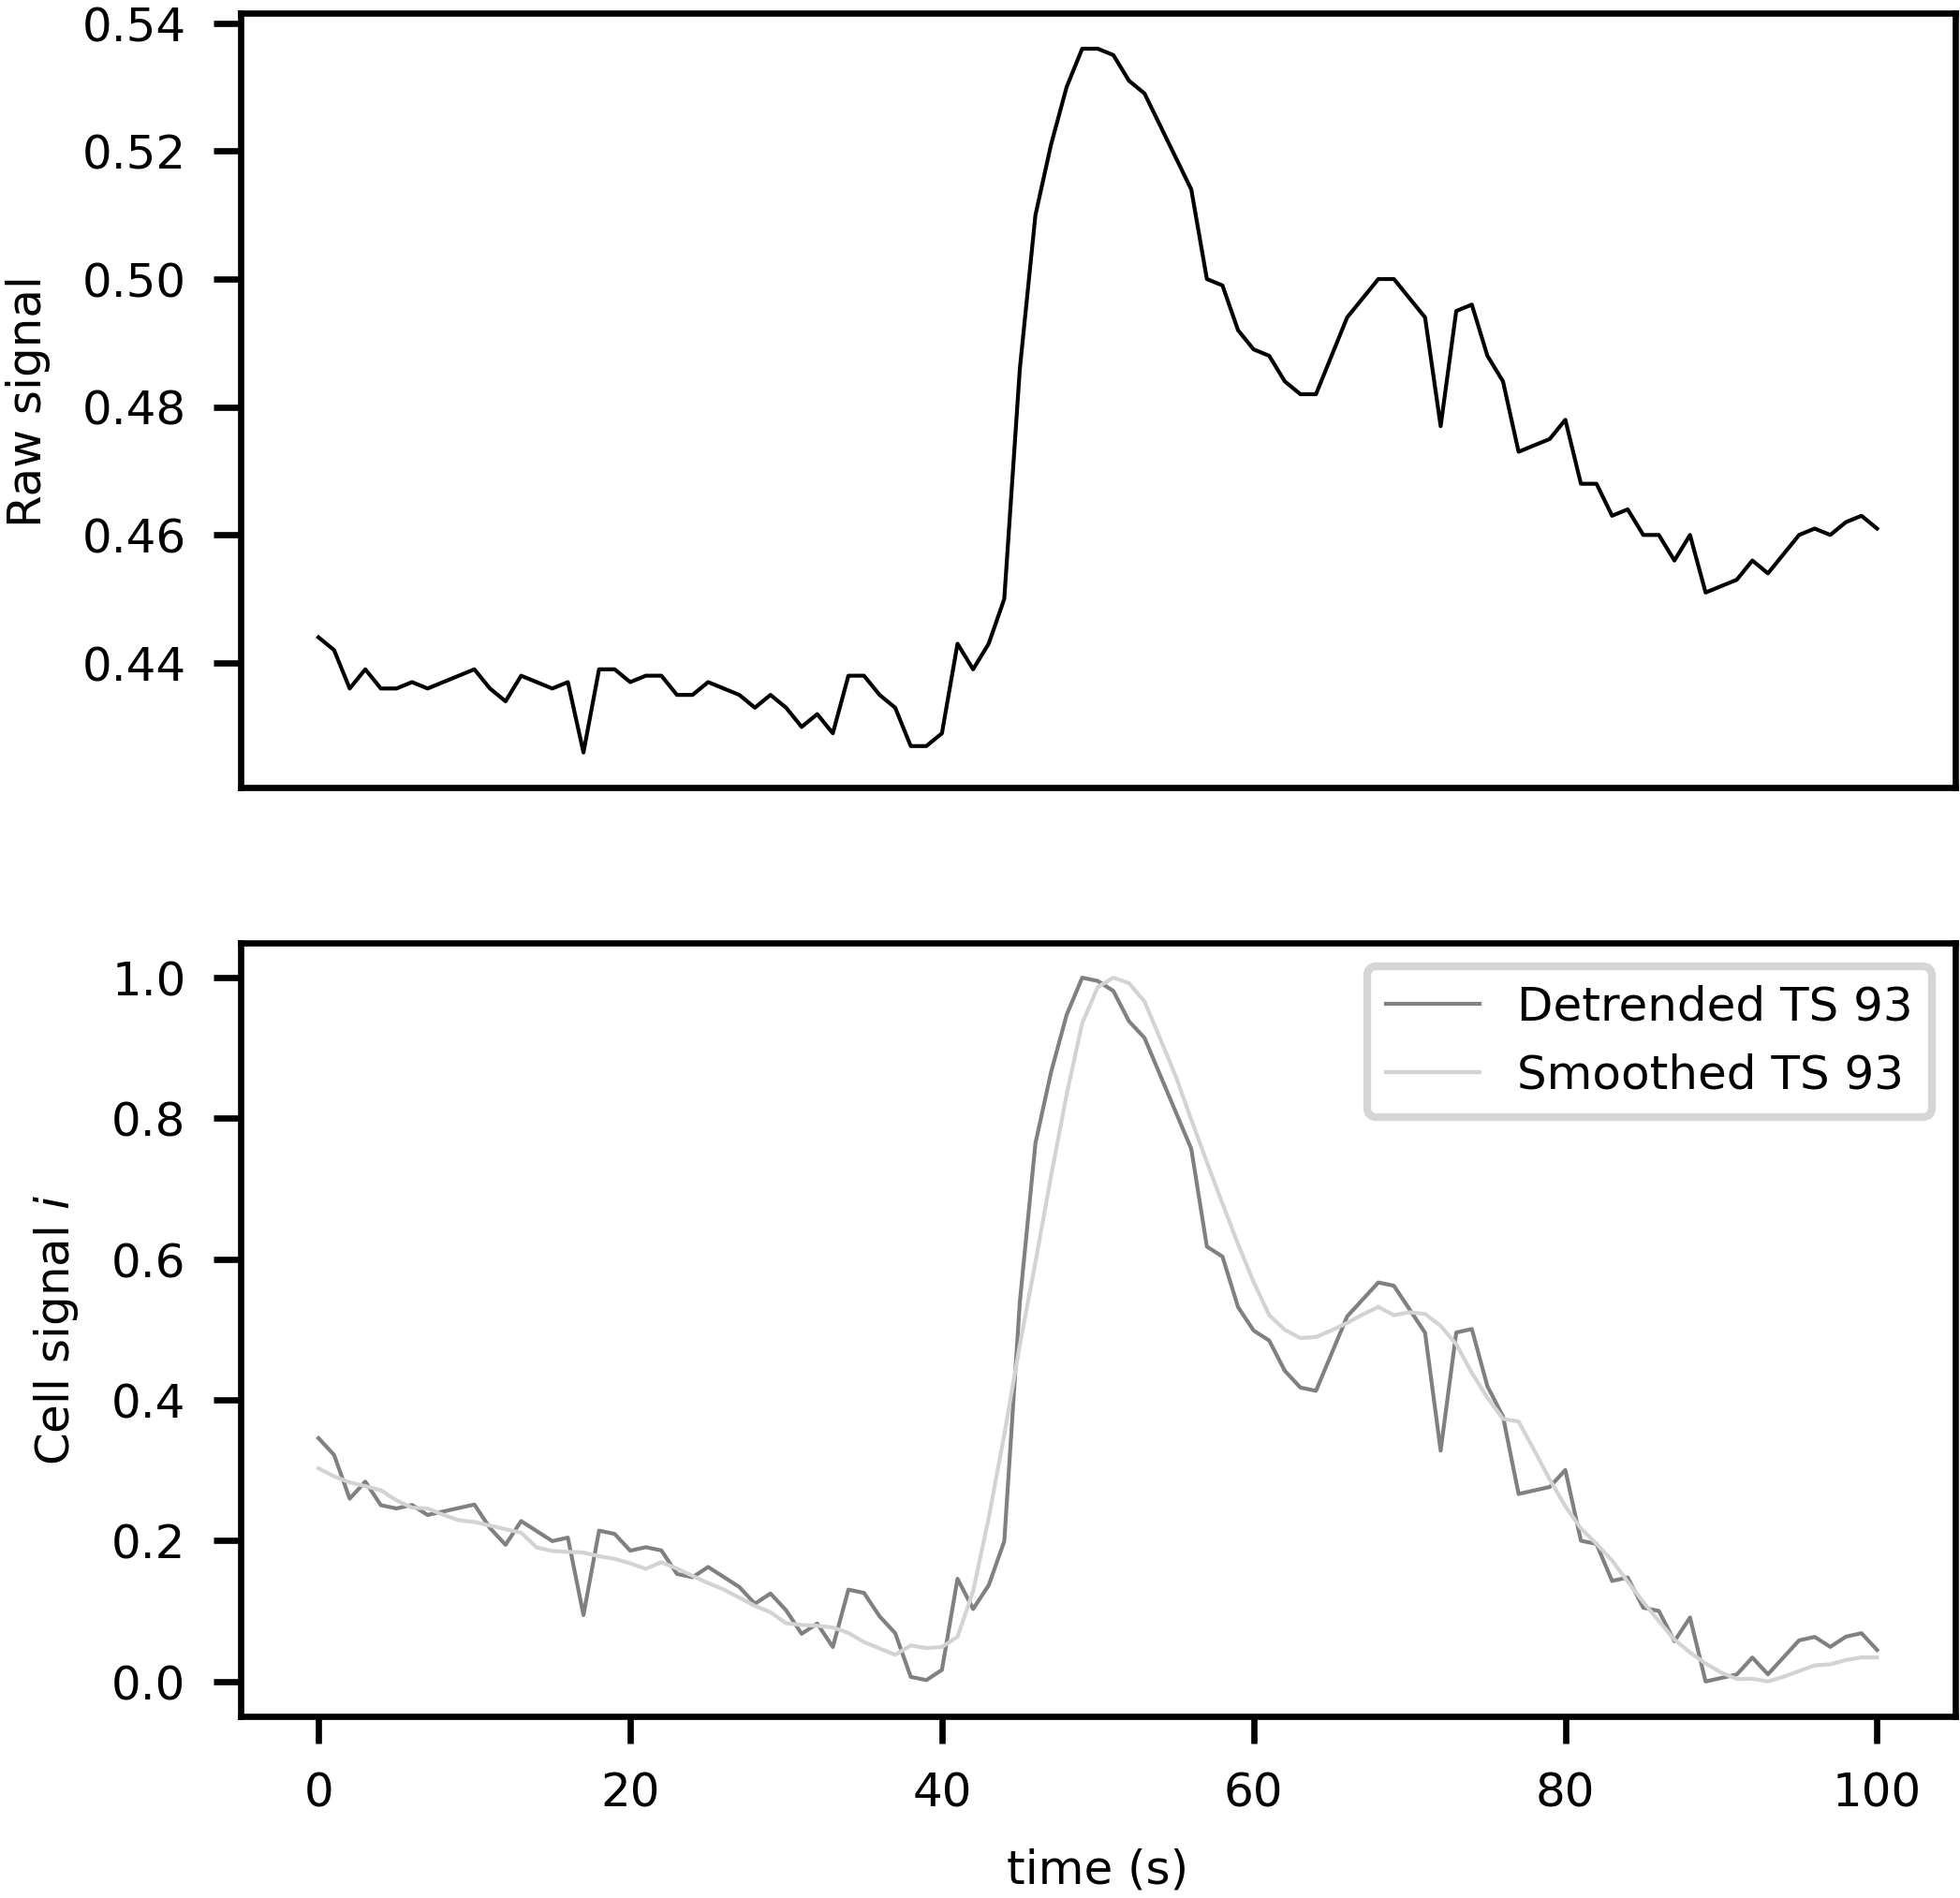 0.54
0.52
0.50
0.48
0.46
0.44
Raw signal
1.0
0.8
0.6
0.4
0.2
0.0
Cell signal i
Detrended TS 93
Smoothed TS 93
0 20 40 60 80 100
time (s)